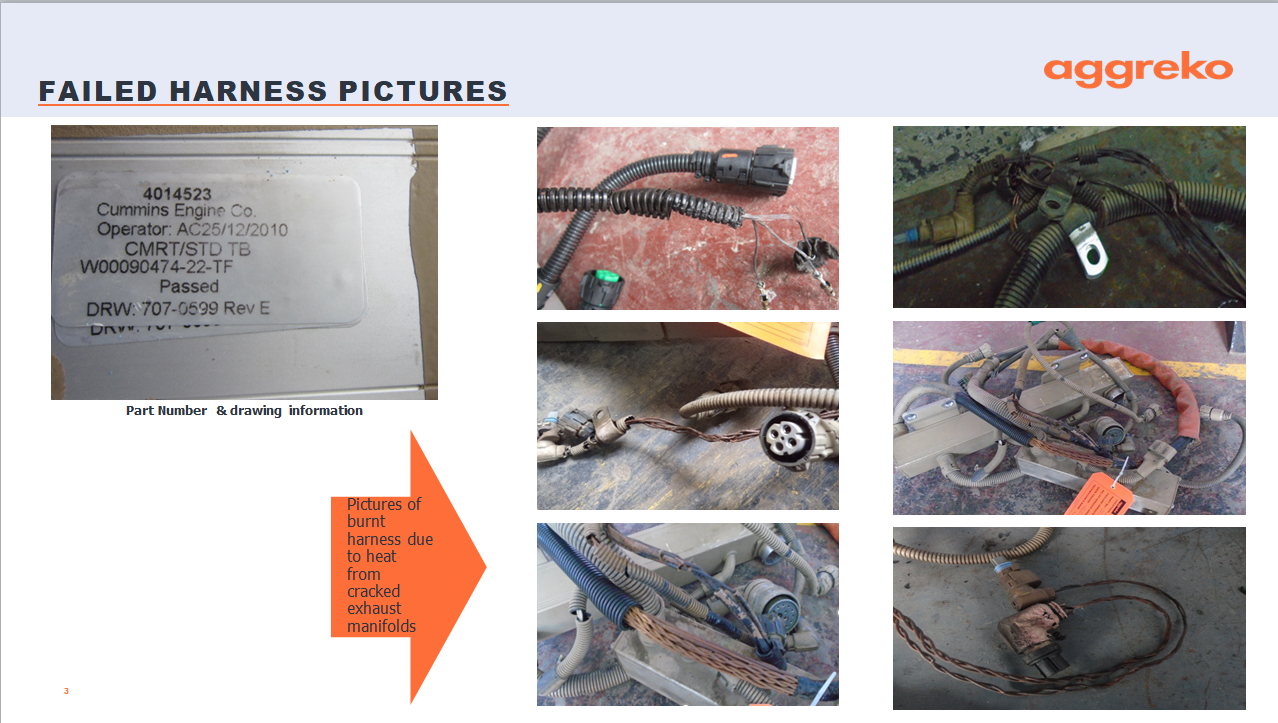 FAILED HARNESS PICTURES
aggreko
4014523
Cummins Engine Co.
Operator: AC25/12/2010
CMRT/STD TB
W00090474-22-TF
Passed
DRW: 707-0599 Rev E
Part Number & drawing information
Pictures of
burnt
harness due
to heat
from
cracked
exhaust
manifolds
3